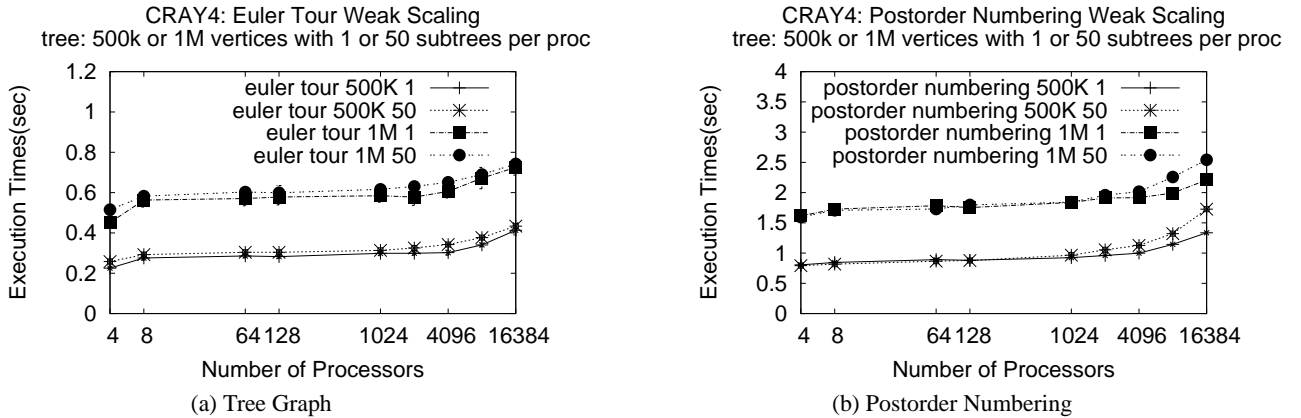 CRAY4: Euler Tour Weak Scaling
tree: 500k or 1M vertices with 1 or 50 subtrees per proc
Execution Times(sec)
1.2
1
0.8
0.6
0.4
0.2
0
euler tour 500K 1
euler tour 500K 50
euler tour 1M 1
euler tour 1M 50
4 8 64 128 1024 4096 16384
Number of Processors
(a) Tree Graph
CRAY4: Postorder Numbering Weak Scaling
tree: 500k or 1M vertices with 1 or 50 subtrees per proc
Execution Times(sec)
4
3.5
3
2.5
2
1.5
1
0.5
0
postorder numbering 500K 1
postorder numbering 500K 50
postorder numbering 1M 1
postorder numbering 1M 50
4 8 64 128 1024 4096 16384
Number of Processors
(b) Postorder Numbering